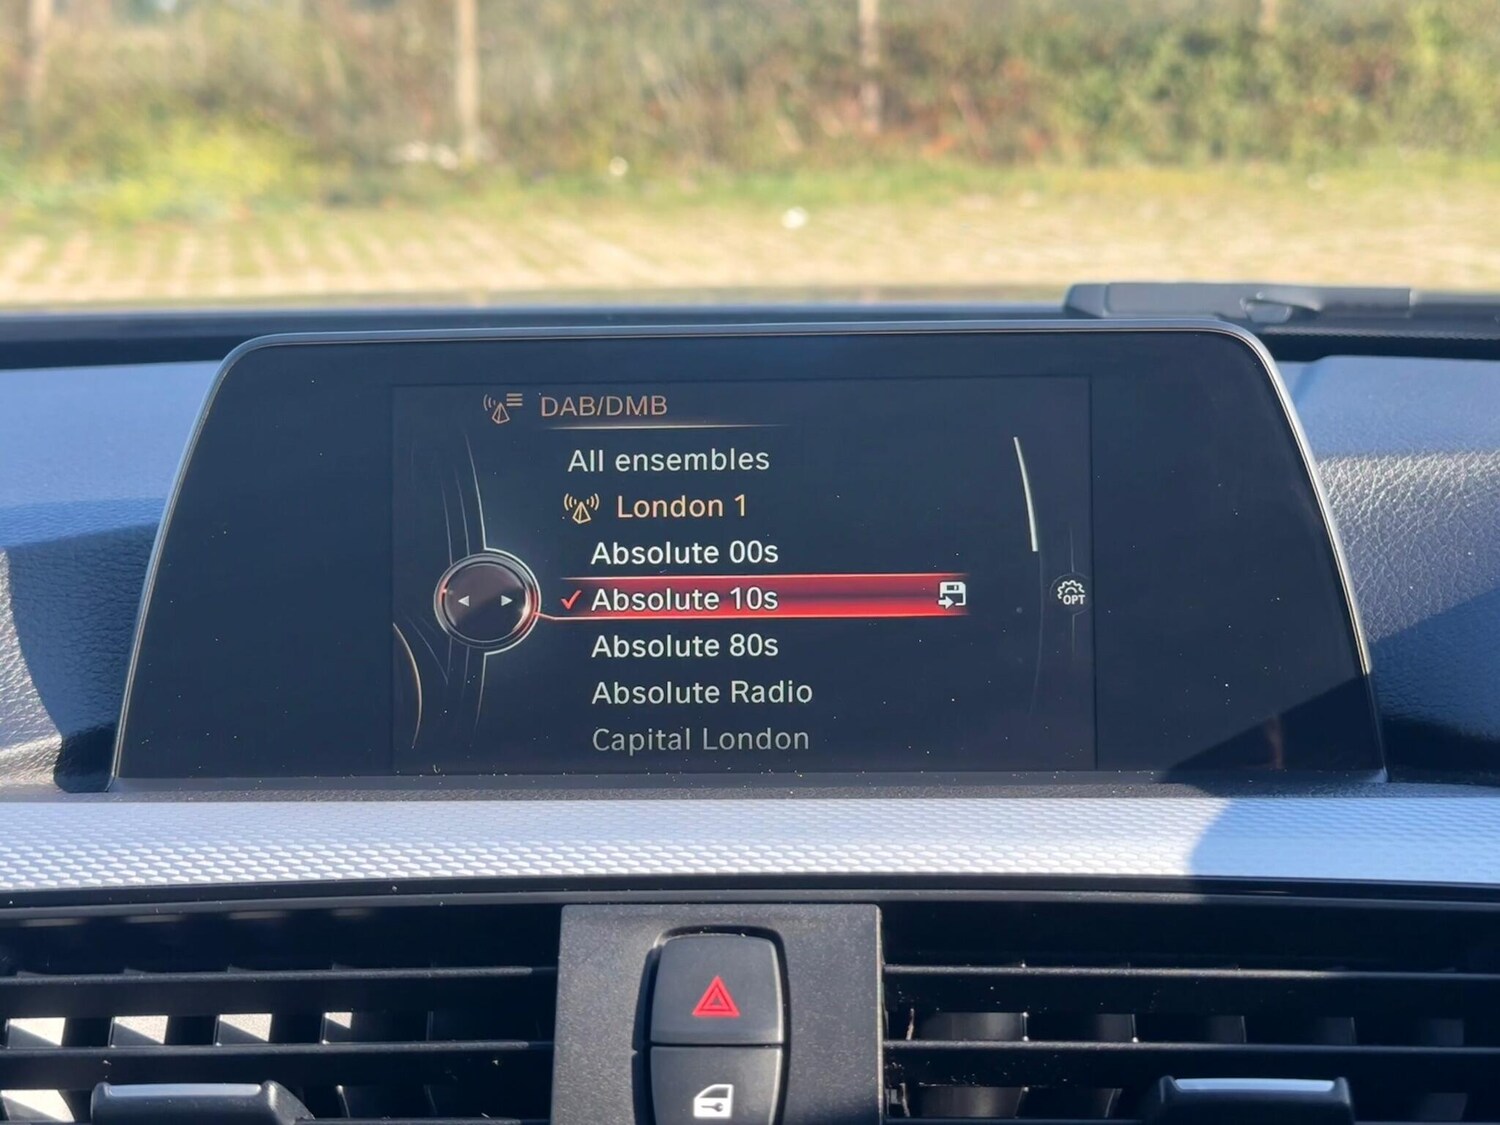 DAB/DMB
All ensembles
London 1
Absolute 00s
Absolute 10s
OPT
Absolute 80s
Absolute Radio
Capital London